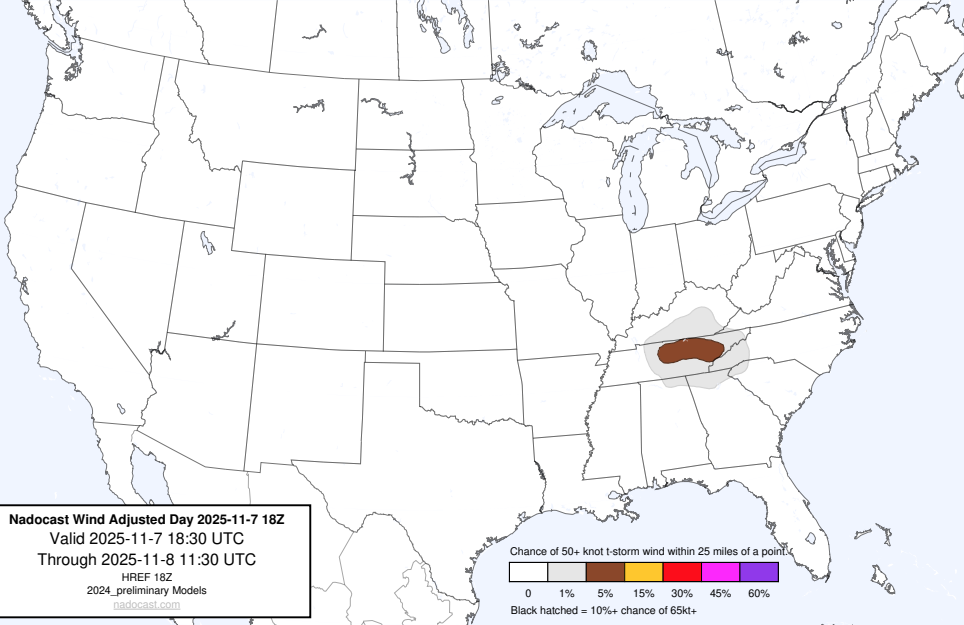 Nadocast Wind Adjusted Day 2025-11-7 18Z
Valid 2025-11-7 18:30 UTC
Through 2025-11-8 11:30 UTC
HREF 18Z
2024_preliminary Models
nadocast.com
Chance of 50+ knot t-storm wind within 25 miles of a point.
0 1% 5% 15% 30% 45% 60%
Black hatched = 10%+ chance of 65kt+